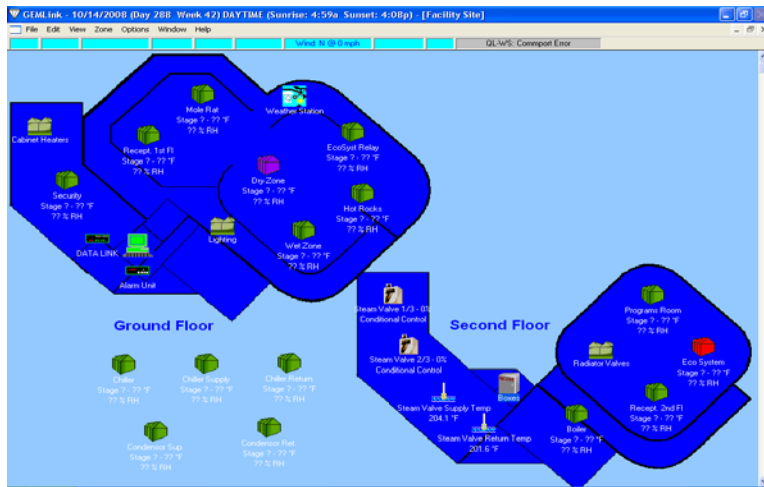 GEMLink - 10/14/2008 (Day 288 Week 42) DAYTIME (Sunrise: 4:59a Sunset: 4:08p) - [Facility Site]
File Edit View Zone Options Window Help
Wind: N @ 0 mph
QL-WS: Commport Error
Mole Rat
Stage ? - ?? °F
?? % RH
Weather Station
Cabinet Heaters
Recept. 1st Fl
Stage ? - ?? °F
?? % RH
EcoSyst Relay
Stage ? - ?? °F
?? % RH
Dry Zone
Stage ? - ?? °F
?? % RH
Security
Stage ? - ?? °F
?? % RH
Hot Rocks
Stage ? - ?? °F
?? % RH
Lighting
Wet Zone
Stage ? - ?? °F
?? % RH
DATA LINK
Alarm Unit
Ground Floor
Steam Valve 1/3 - 0%
Conditional Control
Second Floor
Programs Room
Stage ? - ?? °F
?? % RH
Steam Valve 2/3 - 0%
Conditional Control
Radiator Valves
Eco System
Stage ? - ?? °F
?? % RH
Chiller
Stage ? - ?? °F
?? % RH
Chiller Supply
Stage ? - ?? °F
?? % RH
Chiller Return
Stage ? - ?? °F
?? % RH
Boxes
Steam Valve Supply Temp
204.1 °F
Recept. 2nd Fl
Stage ? - ?? °F
?? % RH
Condensor Sup.
Stage ? - ?? °F
?? % RH
Condensor Ret.
Stage ? - ?? °F
?? % RH
Steam Valve Return Temp
201.6 °F
Boiler
Stage ? - ?? °F
?? % RH